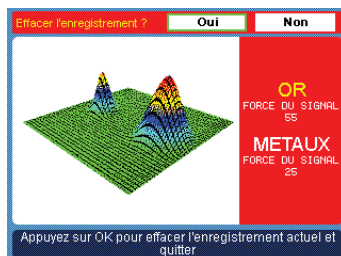 Effacer l'enregistrement ? Oui Non
OR
FORCE DU SIGNAL
55
METAUX
FORCE DU SIGNAL
25
Appuyez sur OK pour effacer l'enregistrement actuel et
quitter